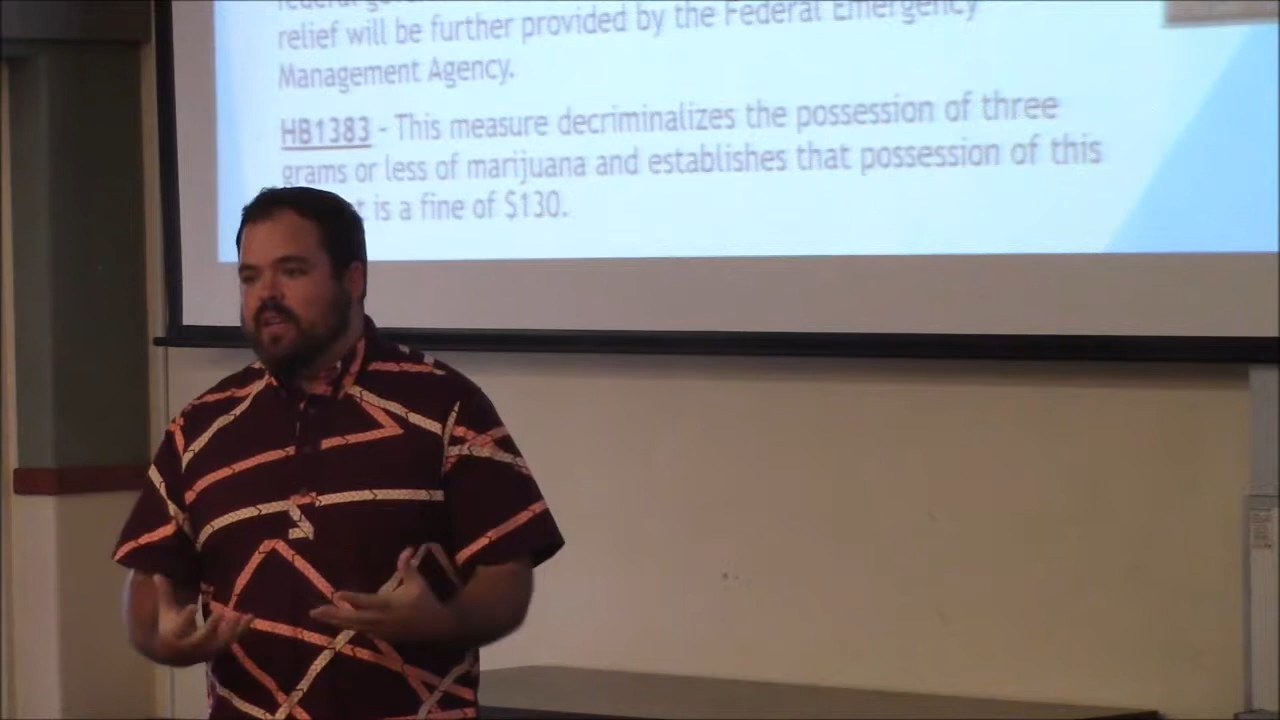 federal
relief will be further provided by the Federal Emergency
Management Agency.
HB1383 - This measure decriminalizes the possession of three
grams or less of marijuana and establishes that possession of this
is a fine of $130.